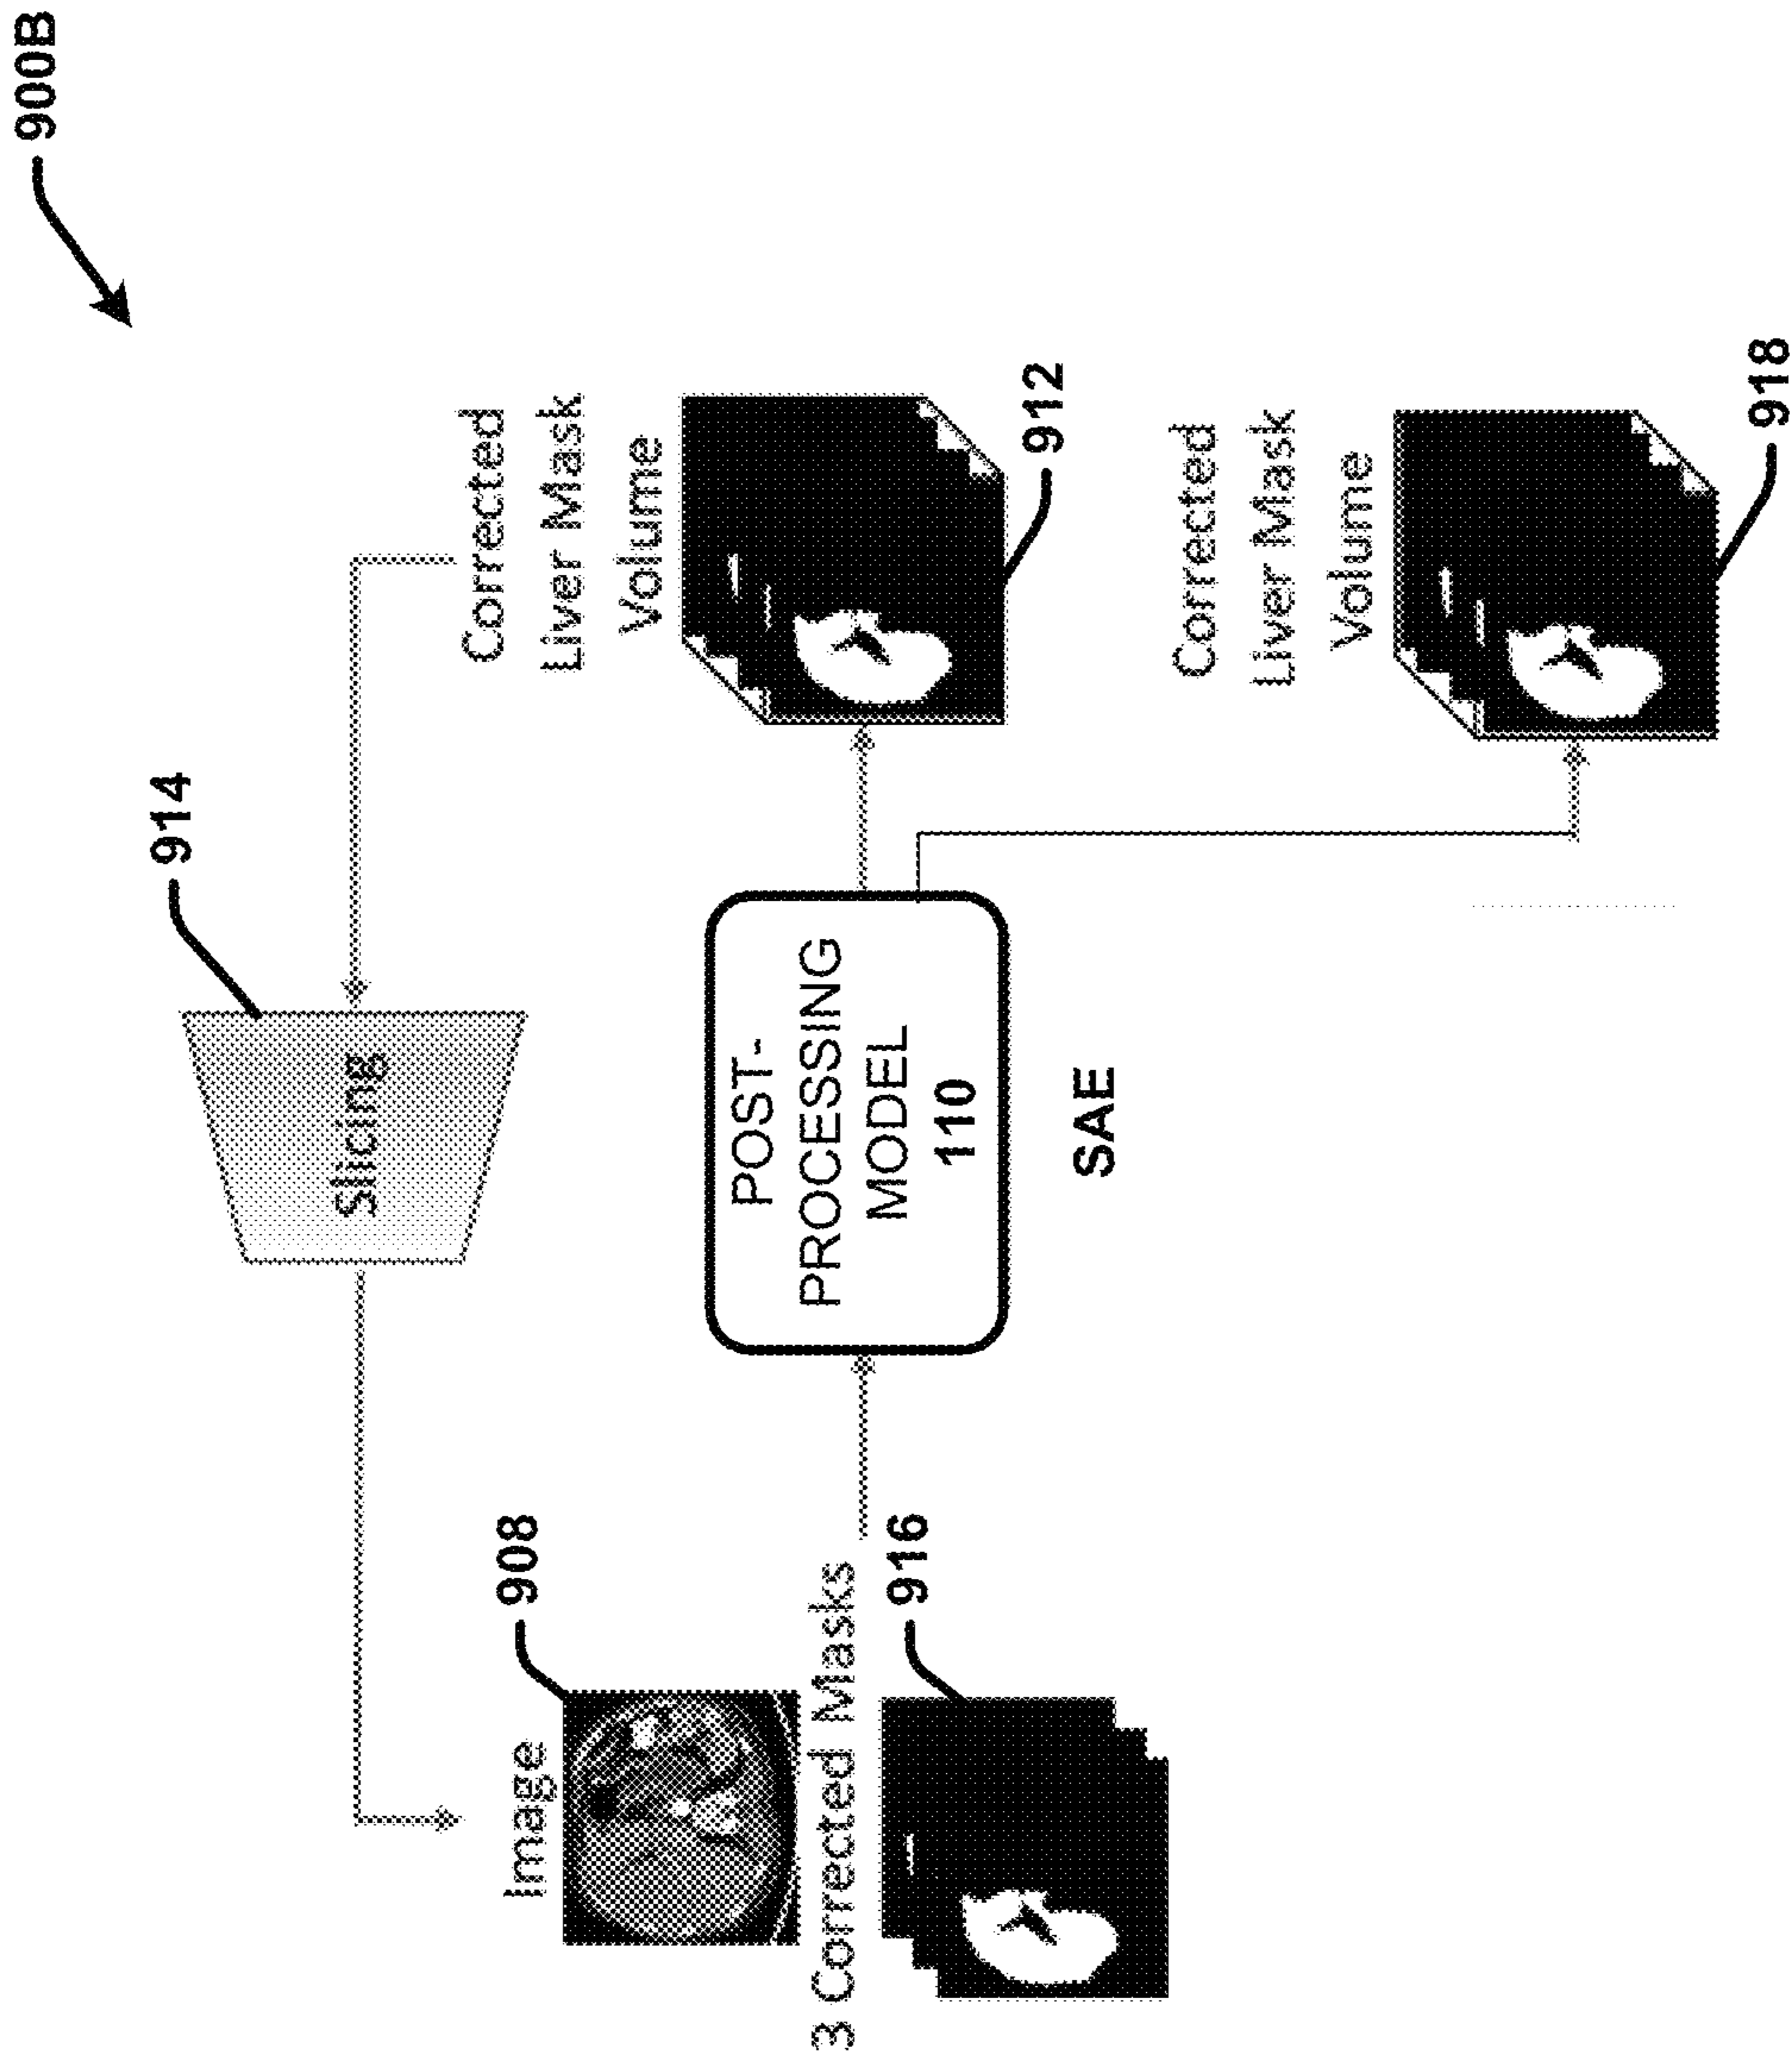 900B
914
Slicing
Corrected
Liver Mask
Volume
912
Image
908
3 Corrected Masks
916
POST-
PROCESSING
MODEL
110
SAE
Corrected
Liver Mask
Volume
918